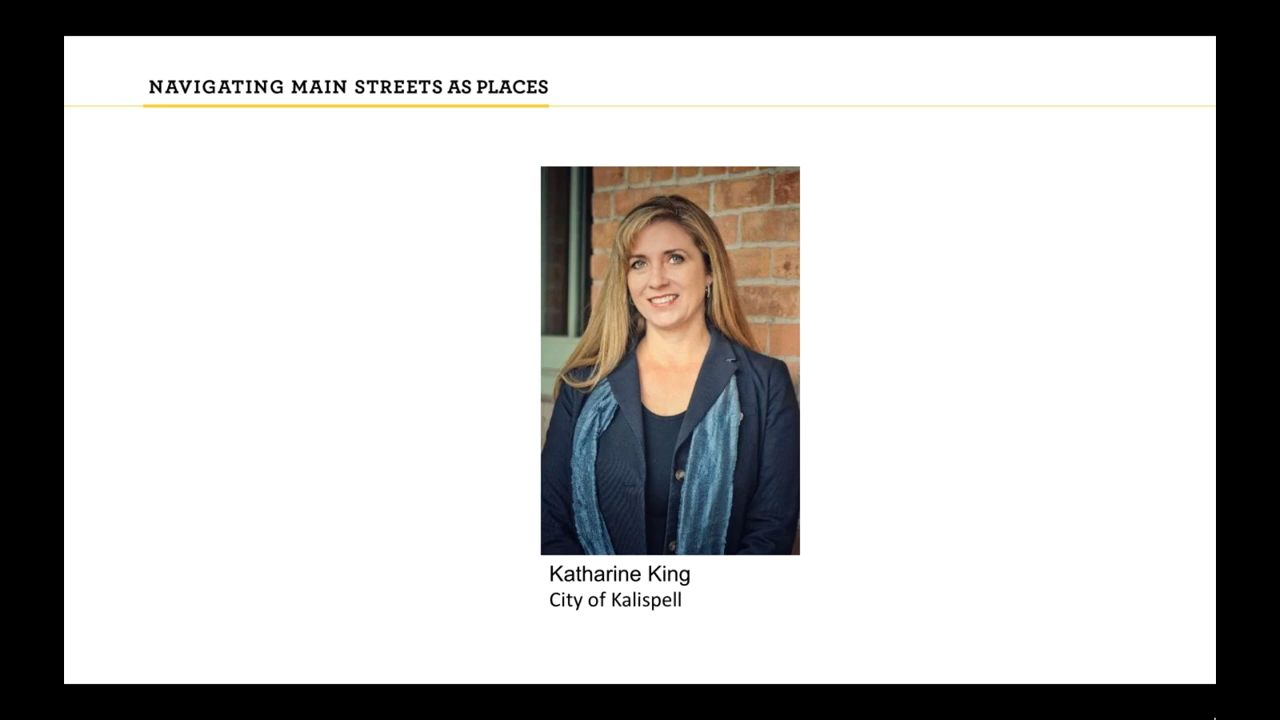 NAVIGATING MAIN STREETS AS PLACES
Katharine King
City of Kalispell